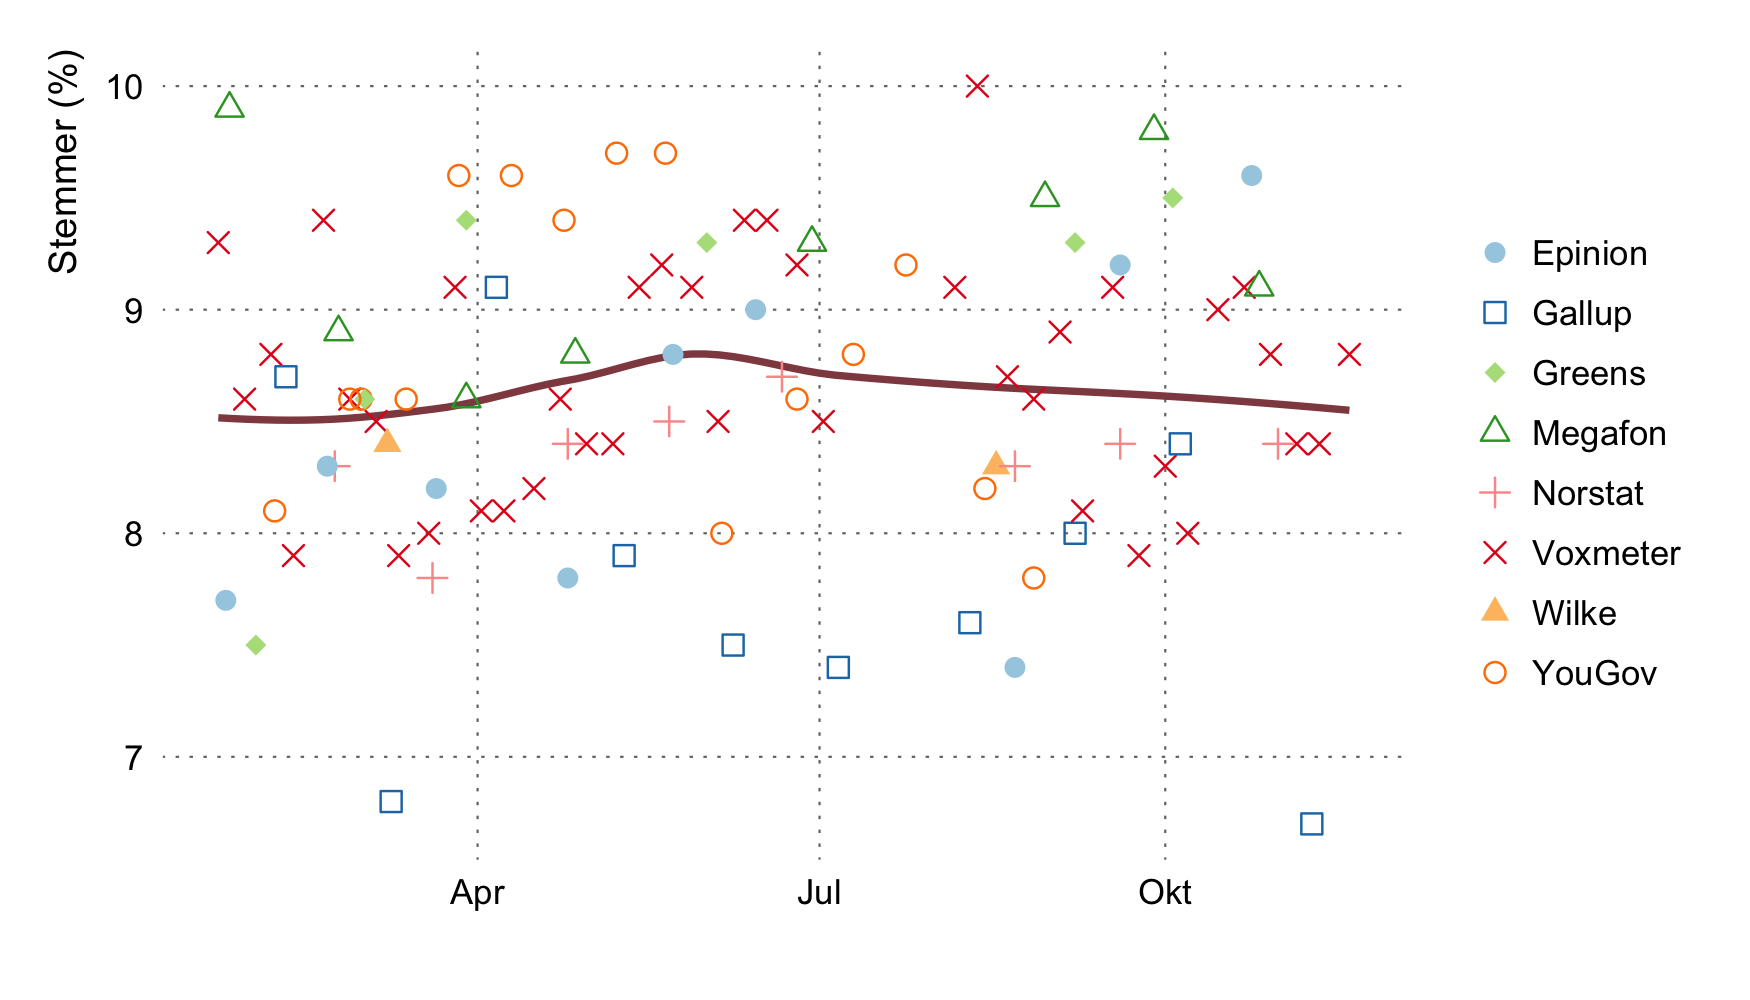 Stemmer (%)
10
9
8
7
Apr
Jul
Okt
Epinion
Gallup
Greens
Megafon
Norstat
Voxmeter
Wilke
YouGov